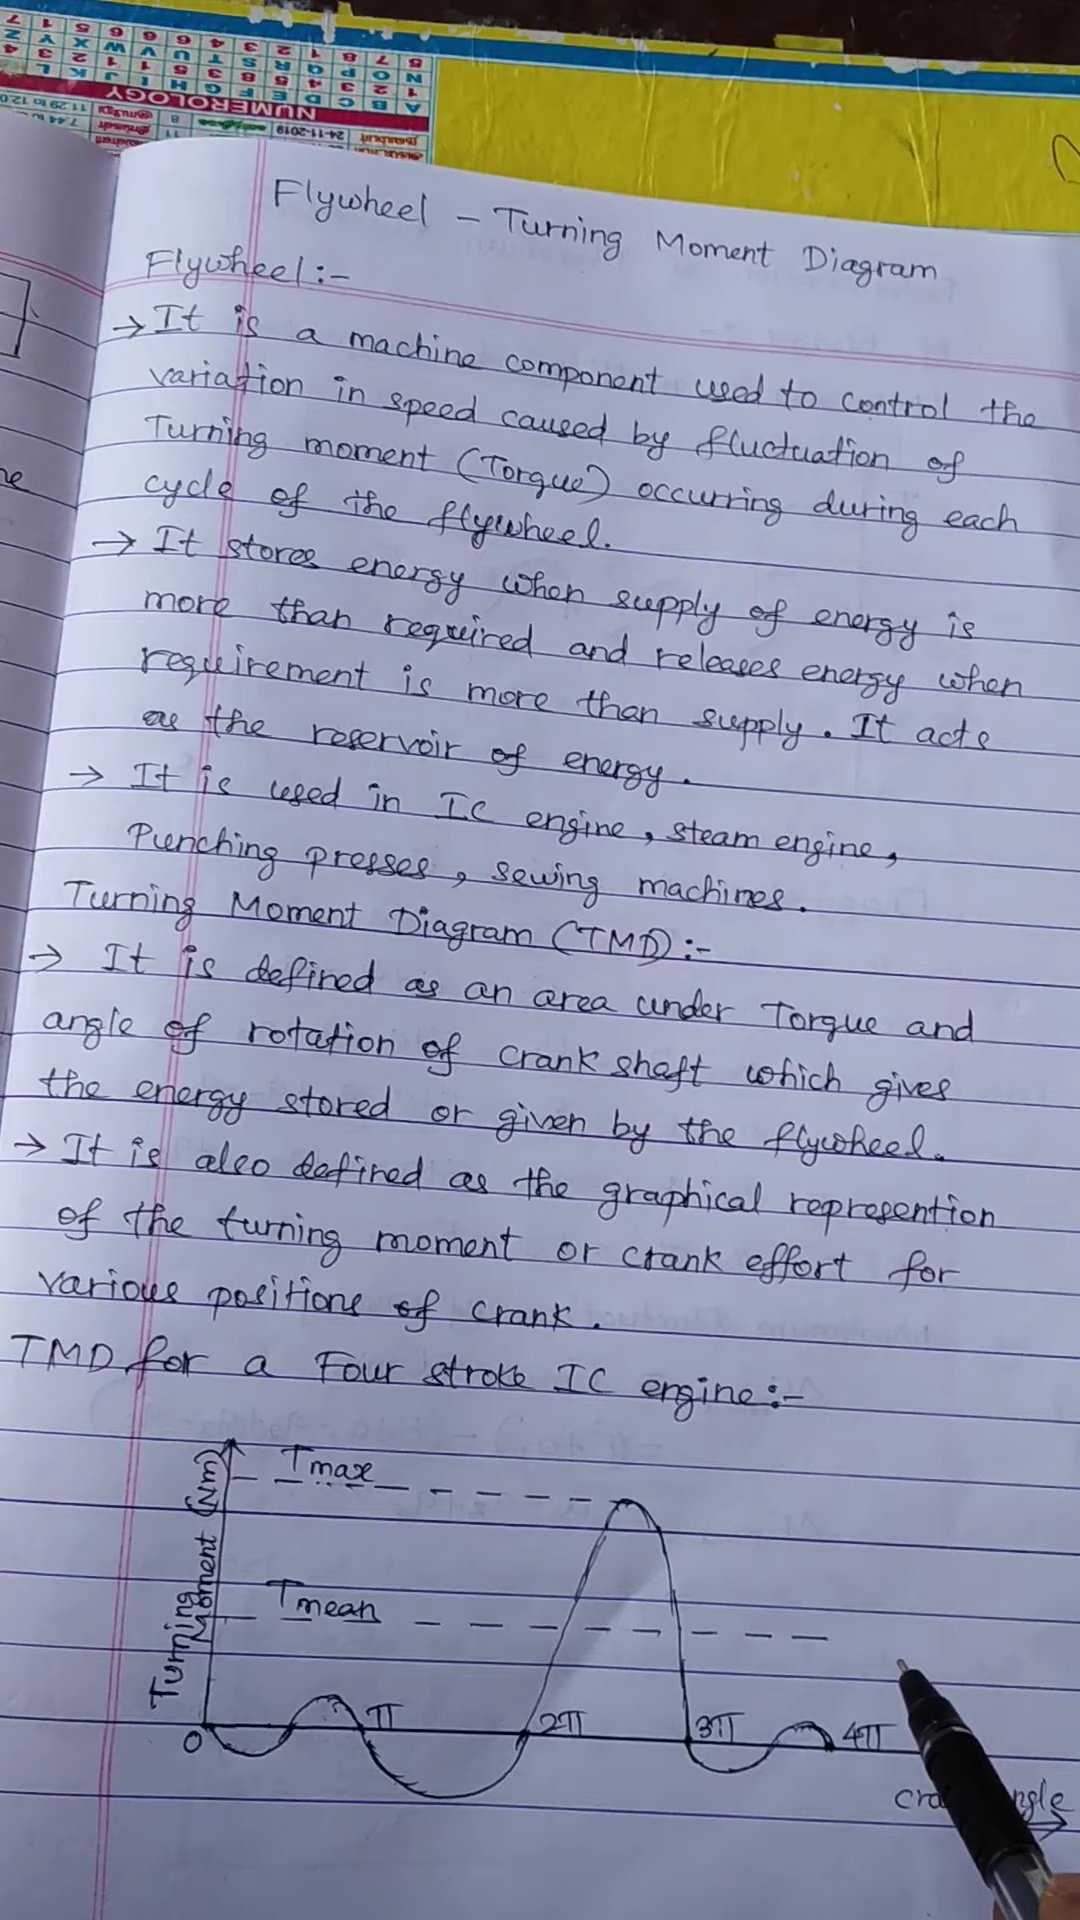 NUMEROLOGY
24-11-2019
Flywheel - Turning Moment Diagram
Flywheel:-
→ It is a machine component used to control the
variation in speed caused by fluctuation of
Turning moment (Torque) occurring during each
cycle of the flywheel.
→ It stores energy when supply of energy is
more than required and releases energy when
requirement is more than supply. It acts
as the reservoir of energy.
→ It is used in IC engine, steam engine,
Punching presses, sewing machines.
Turning Moment Diagram (TMD):-
→ It is defined as an area under Torque and
angle of rotation of crank shaft which gives
the energy stored or given by the flywheel.
→ It is also defined as the graphical represention
of the turning moment or crank effort for
various positions of crank.
TMD for a Four stroke IC engine:-
Tmax
Turning Moment (Nm)
Tmean
0 π 2π 3π 4π